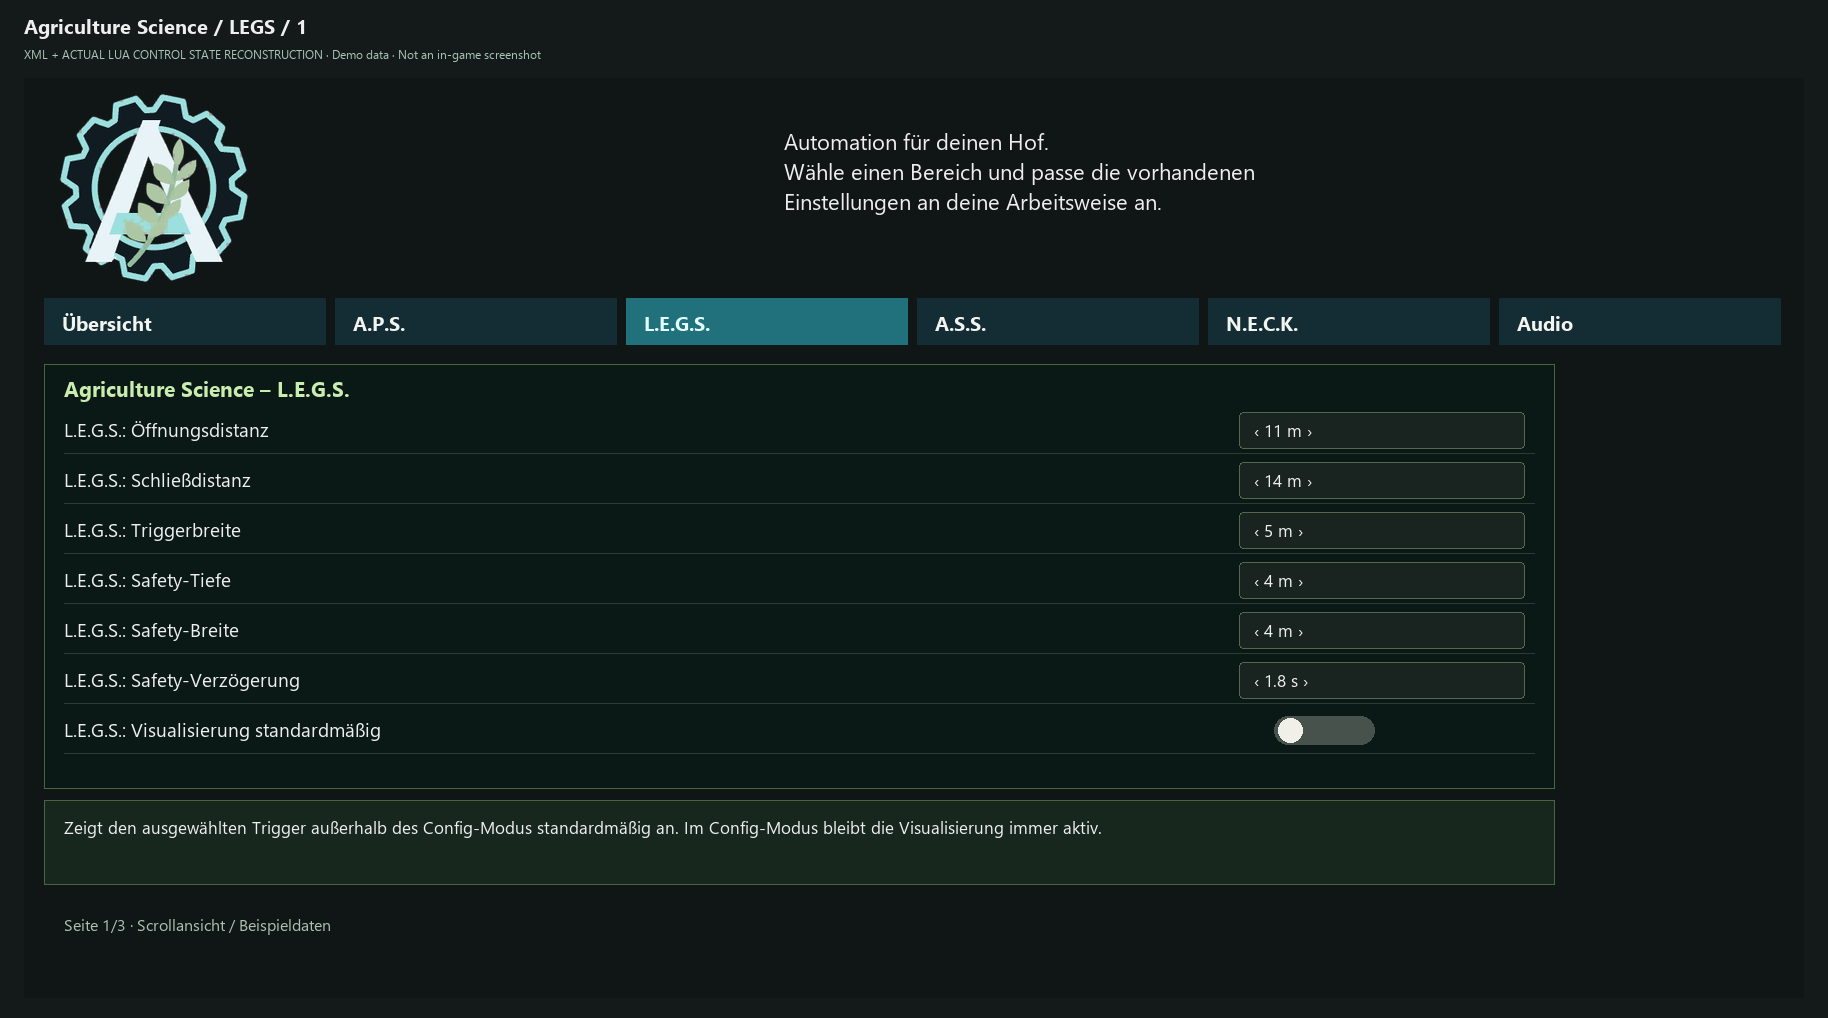 Agriculture Science / LEGS / 1
XML + ACTUAL LUA CONTROL STATE RECONSTRUCTION · Demo data · Not an in-game screenshot
Automation für deinen Hof.
Wähle einen Bereich und passe die vorhandenen
Einstellungen an deine Arbeitsweise an.
Übersicht
A.P.S.
L.E.G.S.
A.S.S.
N.E.C.K.
Audio
Agriculture Science – L.E.G.S.
L.E.G.S.: Öffnungsdistanz
‹ 11 m ›
L.E.G.S.: Schließdistanz
‹ 14 m ›
L.E.G.S.: Triggerbreite
‹ 5 m ›
L.E.G.S.: Safety-Tiefe
‹ 4 m ›
L.E.G.S.: Safety-Breite
‹ 4 m ›
L.E.G.S.: Safety-Verzögerung
‹ 1.8 s ›
L.E.G.S.: Visualisierung standardmäßig
Zeigt den ausgewählten Trigger außerhalb des Config-Modus standardmäßig an. Im Config-Modus bleibt die Visualisierung immer aktiv.
Seite 1/3 · Scrollansicht / Beispieldaten